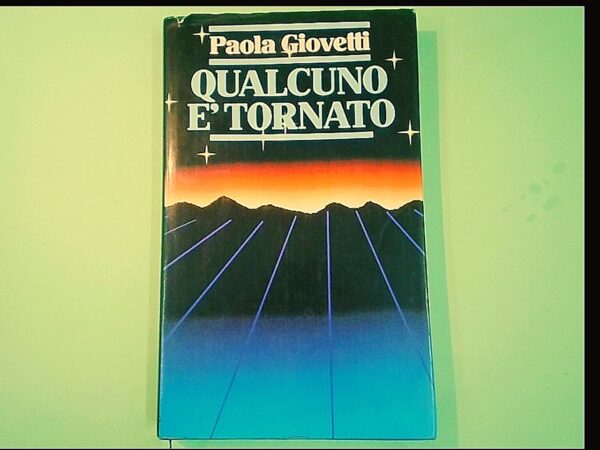 Paola Giovetti
QUALCUNO
E' TORNATO